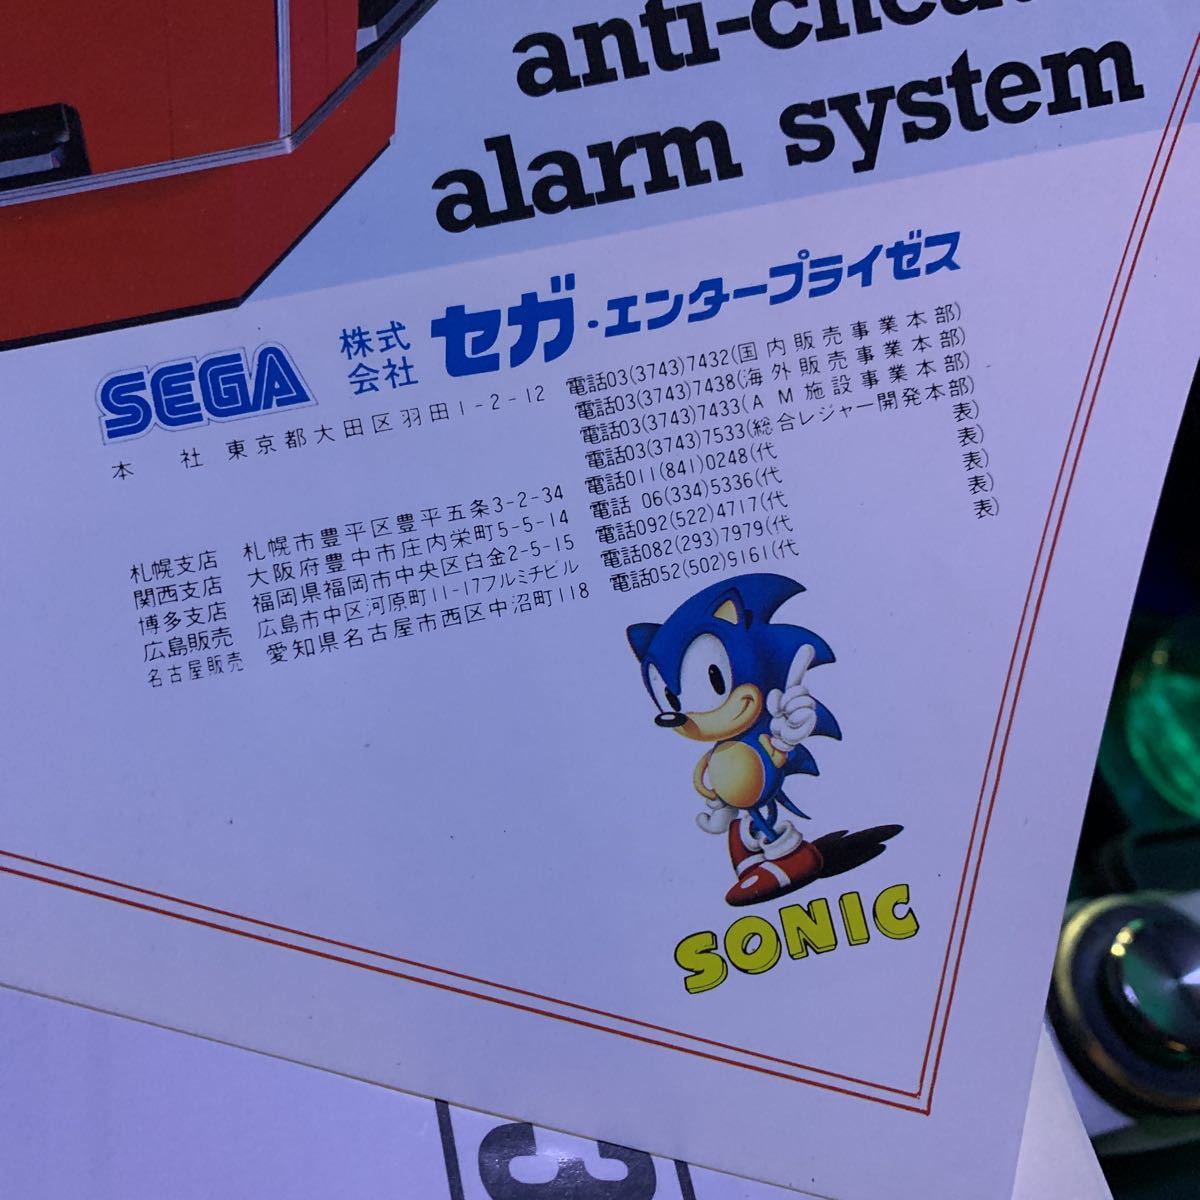 anti-cheat
alarm system
SEGA 株式会社 セガ・エンタープライゼス
本 社 東京都大田区羽田1-2-12 電話03(3743)7432(国内販売事業本部)
電話03(3743)7438(海外販売事業本部)
電話03(3743)7433(AM施設事業本部)
電話03(3743)7533(総合レジャー開発本部)
札幌支店 札幌市豊平区豊平五条3-2-34 電話011(841)0248(代表)
関西支店 大阪府豊中市庄内栄町5-5-14 電話 06(334)5336(代表)
博多支店 福岡県福岡市中央区白金2-5-15 電話092(522)4717(代表)
広島販売 広島市中区河原町11-17フルミチビル 電話082(293)7979(代表)
名古屋販売 愛知県名古屋市西区中沼町118 電話052(502)9161(代表)
SONIC